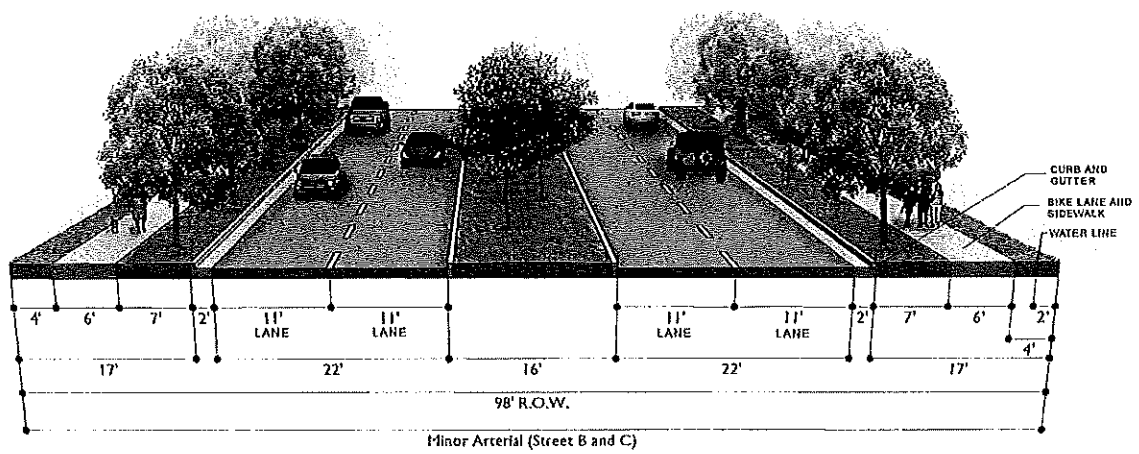 CURB AND
GUTTER
BIKE LANE AND
SIDEWALK
WATER LINE
4' 6' 7' 2' 11' 11' 11' 11' 2' 7' 6' 2'
LANE LANE LANE LANE
4'
17' 22' 16' 22' 17'
98' R.O.W.
Minor Arterial (Street B and C)